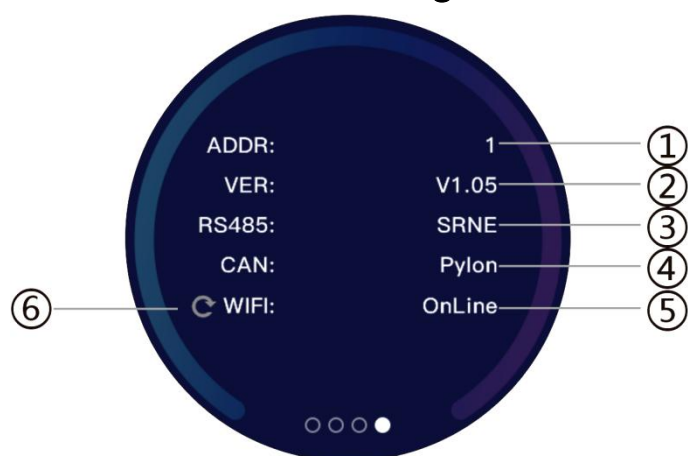 ADDR: 1 ①
VER: V1.05 ②
RS485: SRNE ③
CAN: Pylon ④
⑥ WIFI: OnLine ⑤